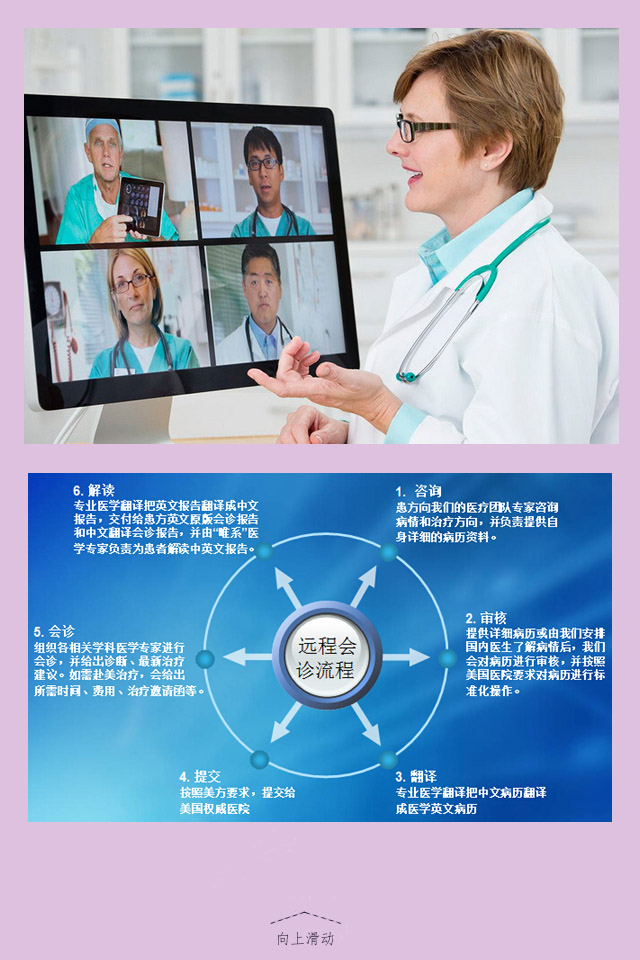 6. 解读
专业医学翻译把英文报告翻译成中文
报告，交付给患方英文原版会诊报告
和中文翻译会诊报告，并由“唯系”医
学专家负责为患者解读中英文报告。
1. 咨询
患方向我们的医疗团队专家咨询
病情和治疗方向，并负责提供自
身详细的病历资料。
5. 会诊
组织各相关学科医学专家进行
会诊，并给出诊断、最新治疗
建议。如需赴美治疗，会给出
所需时间、费用、治疗邀请函等。
远程会
诊流程
2. 审核
提供详细病历或由我们安排
国内医生了解病情后，我们
会对病历进行审核，并按照
美国医院要求对病历进行标
准化操作。
4. 提交
按照美方要求，提交给
美国权威医院
3. 翻译
专业医学翻译把中文病历翻译
成医学英文病历
向上滑动